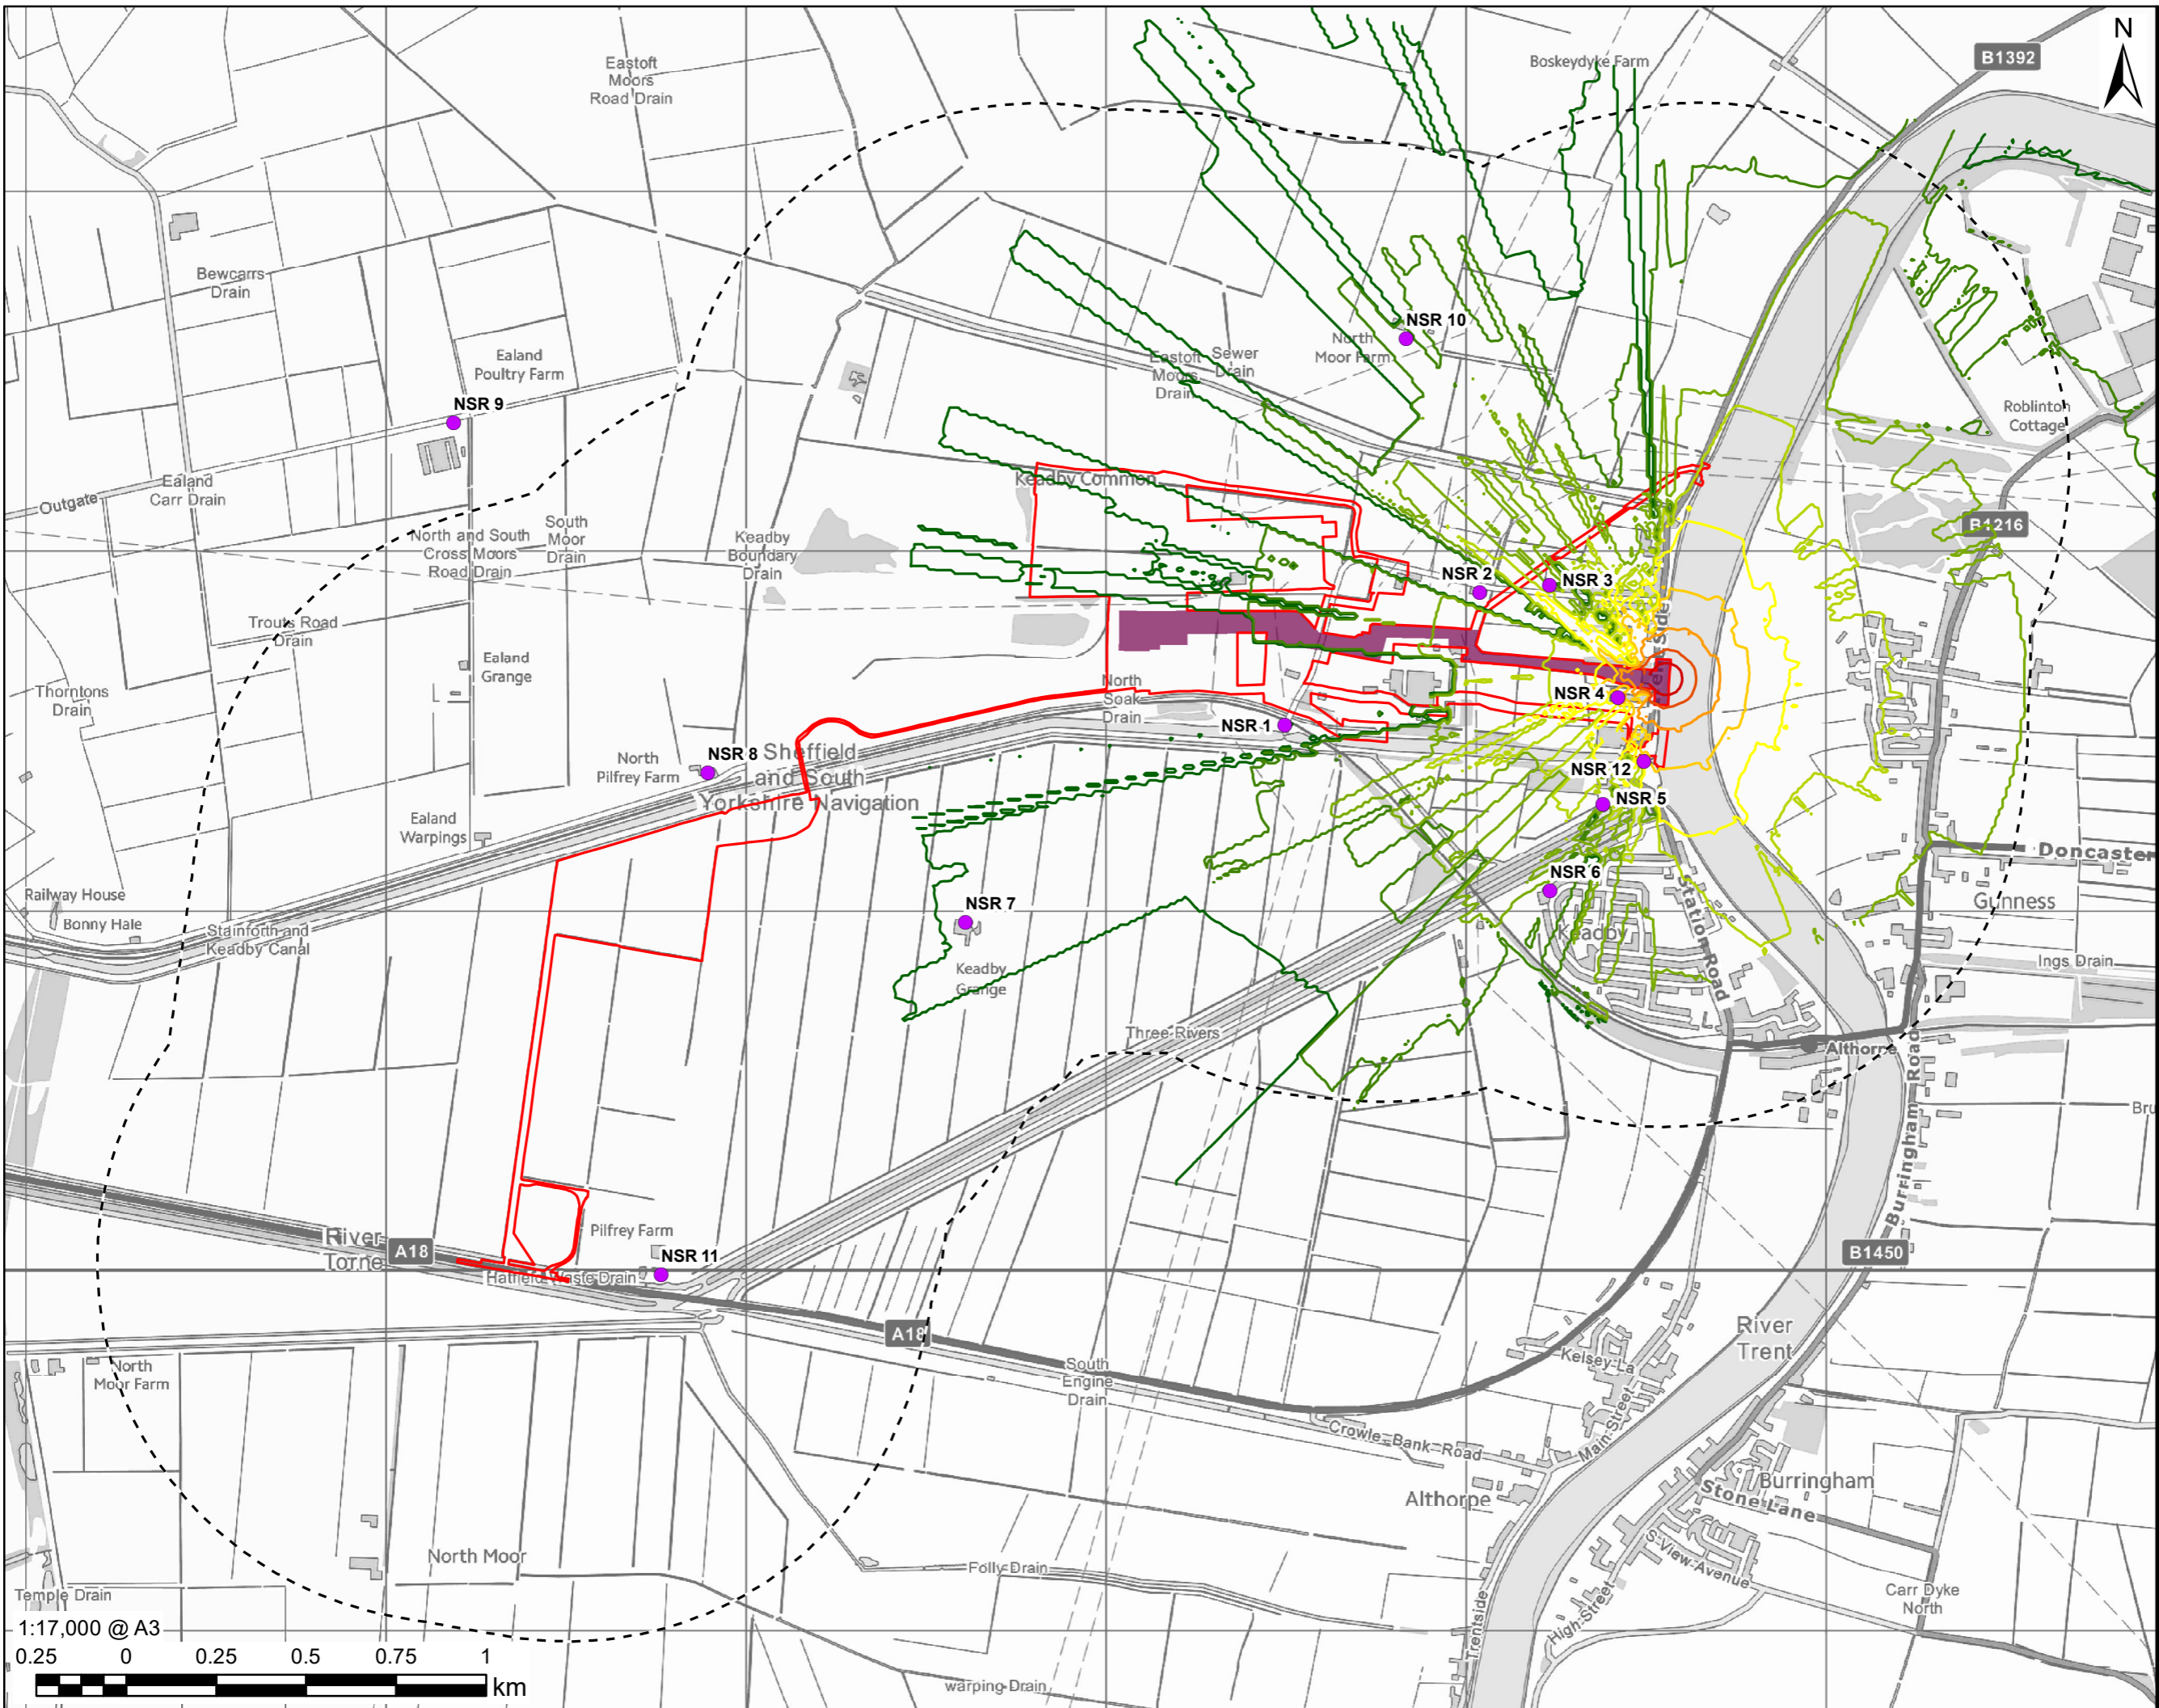 N
B1392
Boskeydyke Farm
Eastoft
Moors
Road Drain
Bewcarrs
Drain
NSR 10
North
Moor Farm
Eastoft
Moors
Drain
Sewer
Drain
Ealand
Poultry Farm
NSR 9
Roblinton
Cottage
Outgate
Ealand
Carr Drain
Keadby Common
B1216
North and South
Cross Moors
Road Drain
South
Moor
Drain
Keadby
Boundary
Drain
NSR 2
NSR 3
Trouts Road
Drain
Ealand
Grange
Thorntons
Drain
North
Soak
Drain
NSR 4
NSR 1
NSR 8
North
Pilfrey Farm
Sheffield
and South
Yorkshire Navigation
NSR 12
NSR 5
Ealand
Warpings
Doncaster
NSR 6
Railway House
Bonny Hale
NSR 7
Gunness
Stainforth and
Keadby Canal
Keadby
Station Road
Keadby
Grange
Ings Drain
Three Rivers
Althorpe
Burringham Road
Bru
River
Torne
A18
Pilfrey Farm
NSR 11
Hatfield Waste Drain
B1450
A18
North
Moor Farm
South
Engine
Drain
Kelsey La
River
Trent
Crowle Bank Road
Main Street
Althorpe
Burringham
Stone Lane
North Moor
S View Avenue
Folly Drain
Temple Drain
High Street
Trentside
Carr Dyke
North
warping Drain
1:17,000 @ A3
0.25 0 0.25 0.5 0.75 1
km